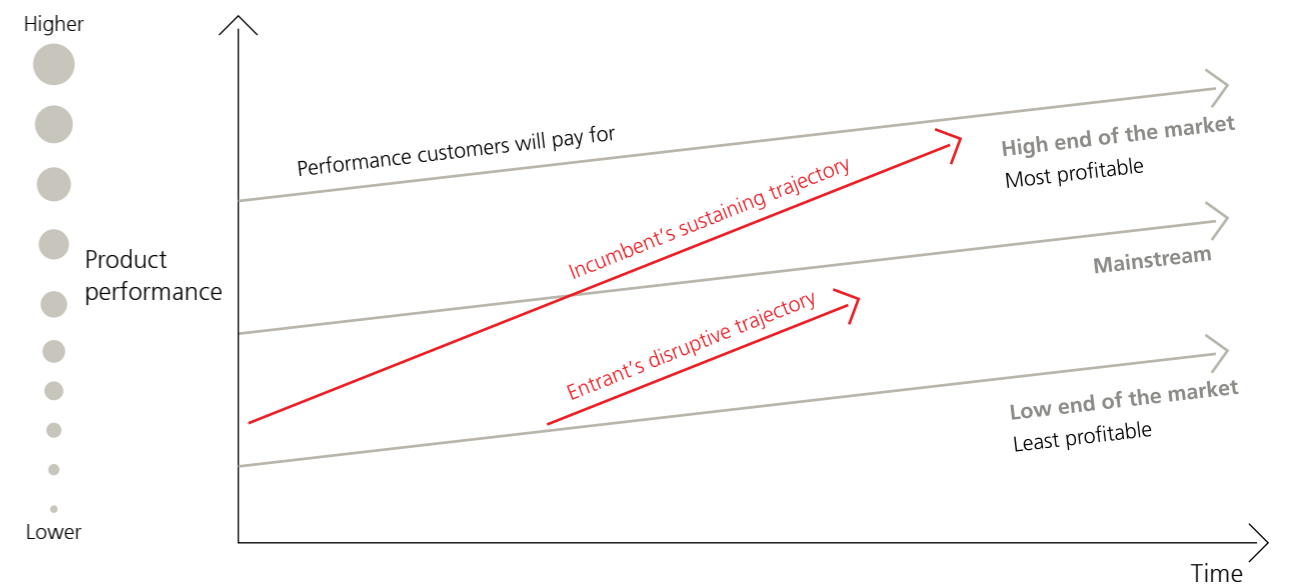 Higher
Performance customers will pay for
High end of the market
Most profitable
Incumbent’s sustaining trajectory
Product
performance
Mainstream
Entrant’s disruptive trajectory
Low end of the market
Least profitable
Lower
Time